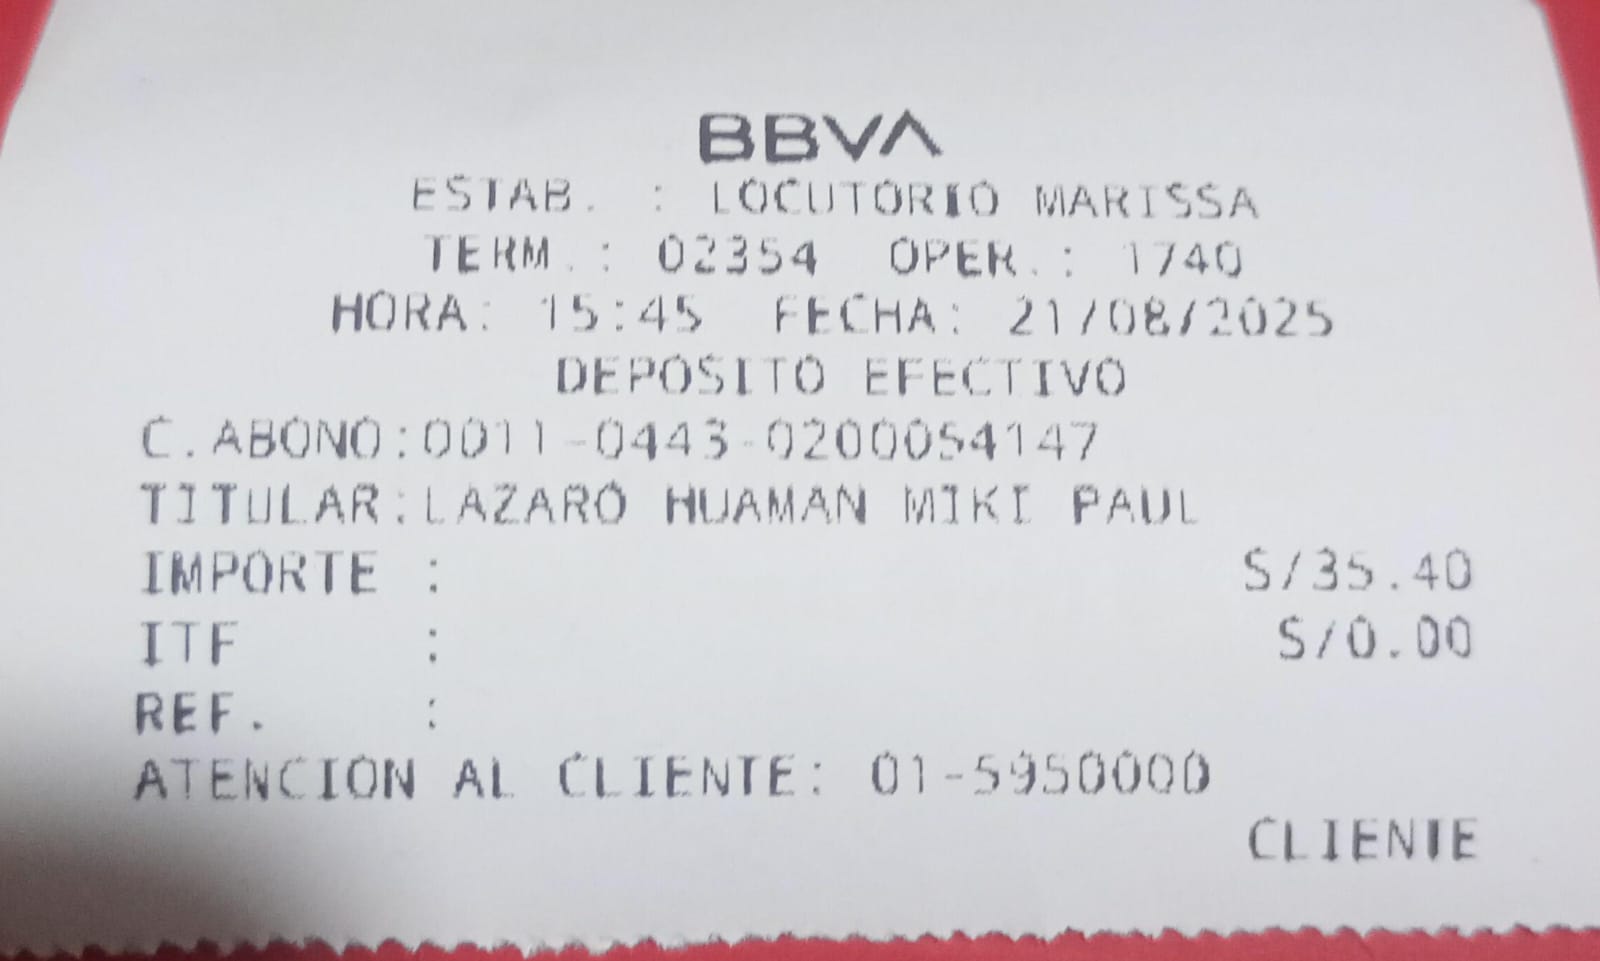 BBVA
ESTAB. : LOCUTORIO MARISSA
TERM.: 02354 OPER.: 1740
HORA: 15:45 FECHA: 21/08/2025
DEPOSITO EFECTIVO
C.ABONO:0011-0443-0200054147
TITULAR:LAZARO HUAMAN MIKI PAUL
IMPORTE : S/35.40
ITF : S/0.00
REF. :
ATENCION AL CLIENTE: 01-5950000
CLIENTE